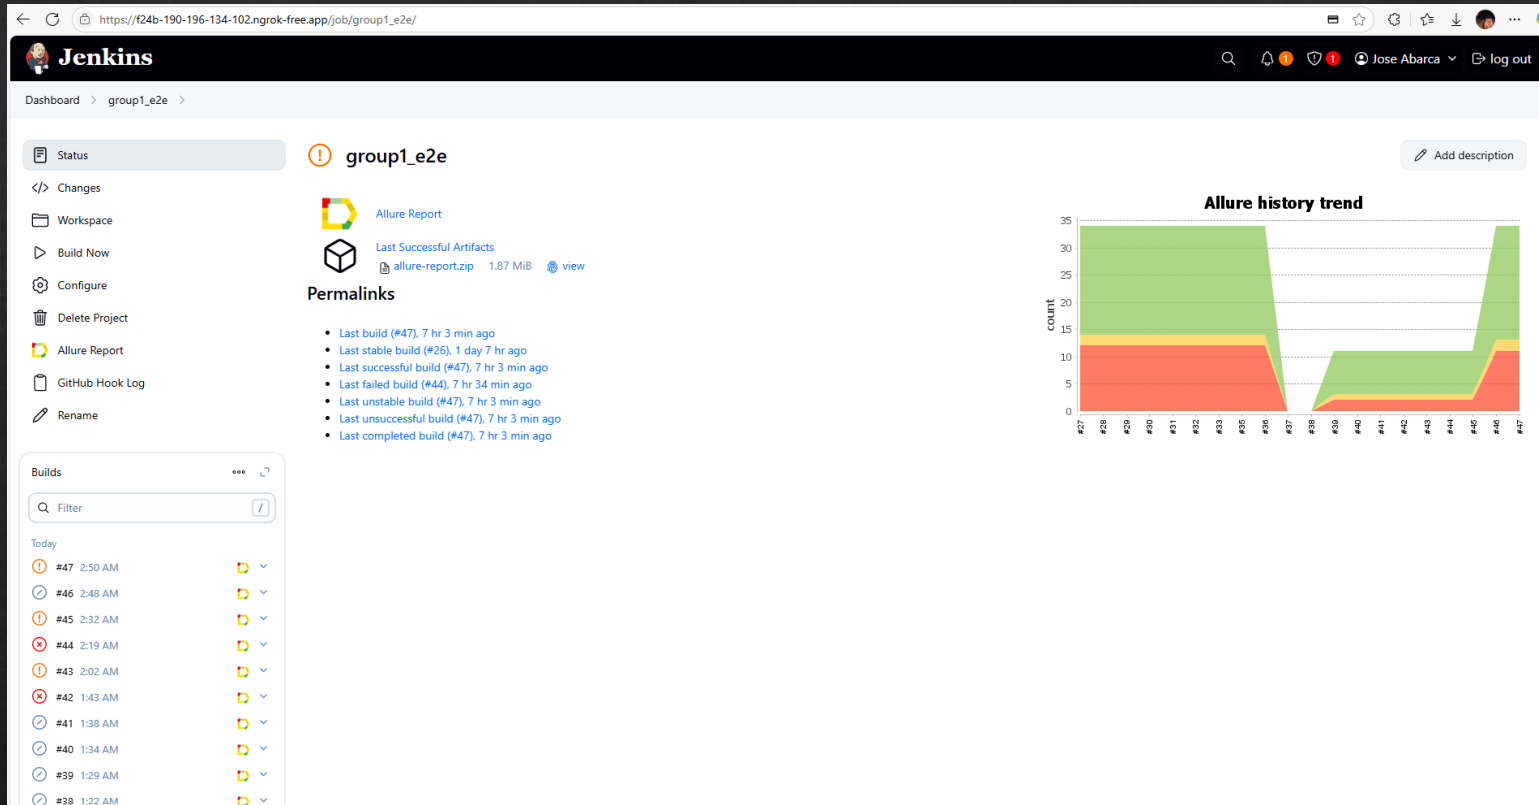 https://f24b-190-196-134-102.ngrok-free.app/job/group1_e2e/
Jenkins
1
1
Jose Abarca
log out
Dashboard
group1_e2e
Status
Changes
Workspace
Build Now
Configure
Delete Project
Allure Report
GitHub Hook Log
Rename
Builds
Filter
/
Today
#47 2:50 AM
#46 2:48 AM
#45 2:32 AM
#44 2:19 AM
#43 2:02 AM
#42 1:43 AM
#41 1:38 AM
#40 1:34 AM
#39 1:29 AM
#38 1:22 AM
group1_e2e
Add description
Allure Report
Last Successful Artifacts
allure-report.zip 1.87 MiB view
Permalinks
Last build (#47), 7 hr 3 min ago
Last stable build (#26), 1 day 7 hr ago
Last successful build (#47), 7 hr 3 min ago
Last failed build (#44), 7 hr 34 min ago
Last unstable build (#47), 7 hr 3 min ago
Last unsuccessful build (#47), 7 hr 3 min ago
Last completed build (#47), 7 hr 3 min ago
Allure history trend
count
35
30
25
20
15
10
5
0
#27
#28
#29
#30
#31
#32
#33
#35
#36
#37
#38
#39
#40
#41
#42
#43
#44
#45
#46
#47